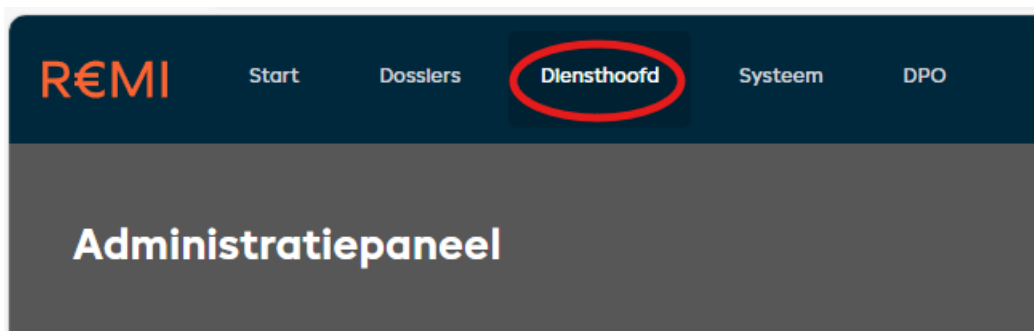 R€MI Start Dossiers Diensthoofd Systeem DPO
Administratiepaneel